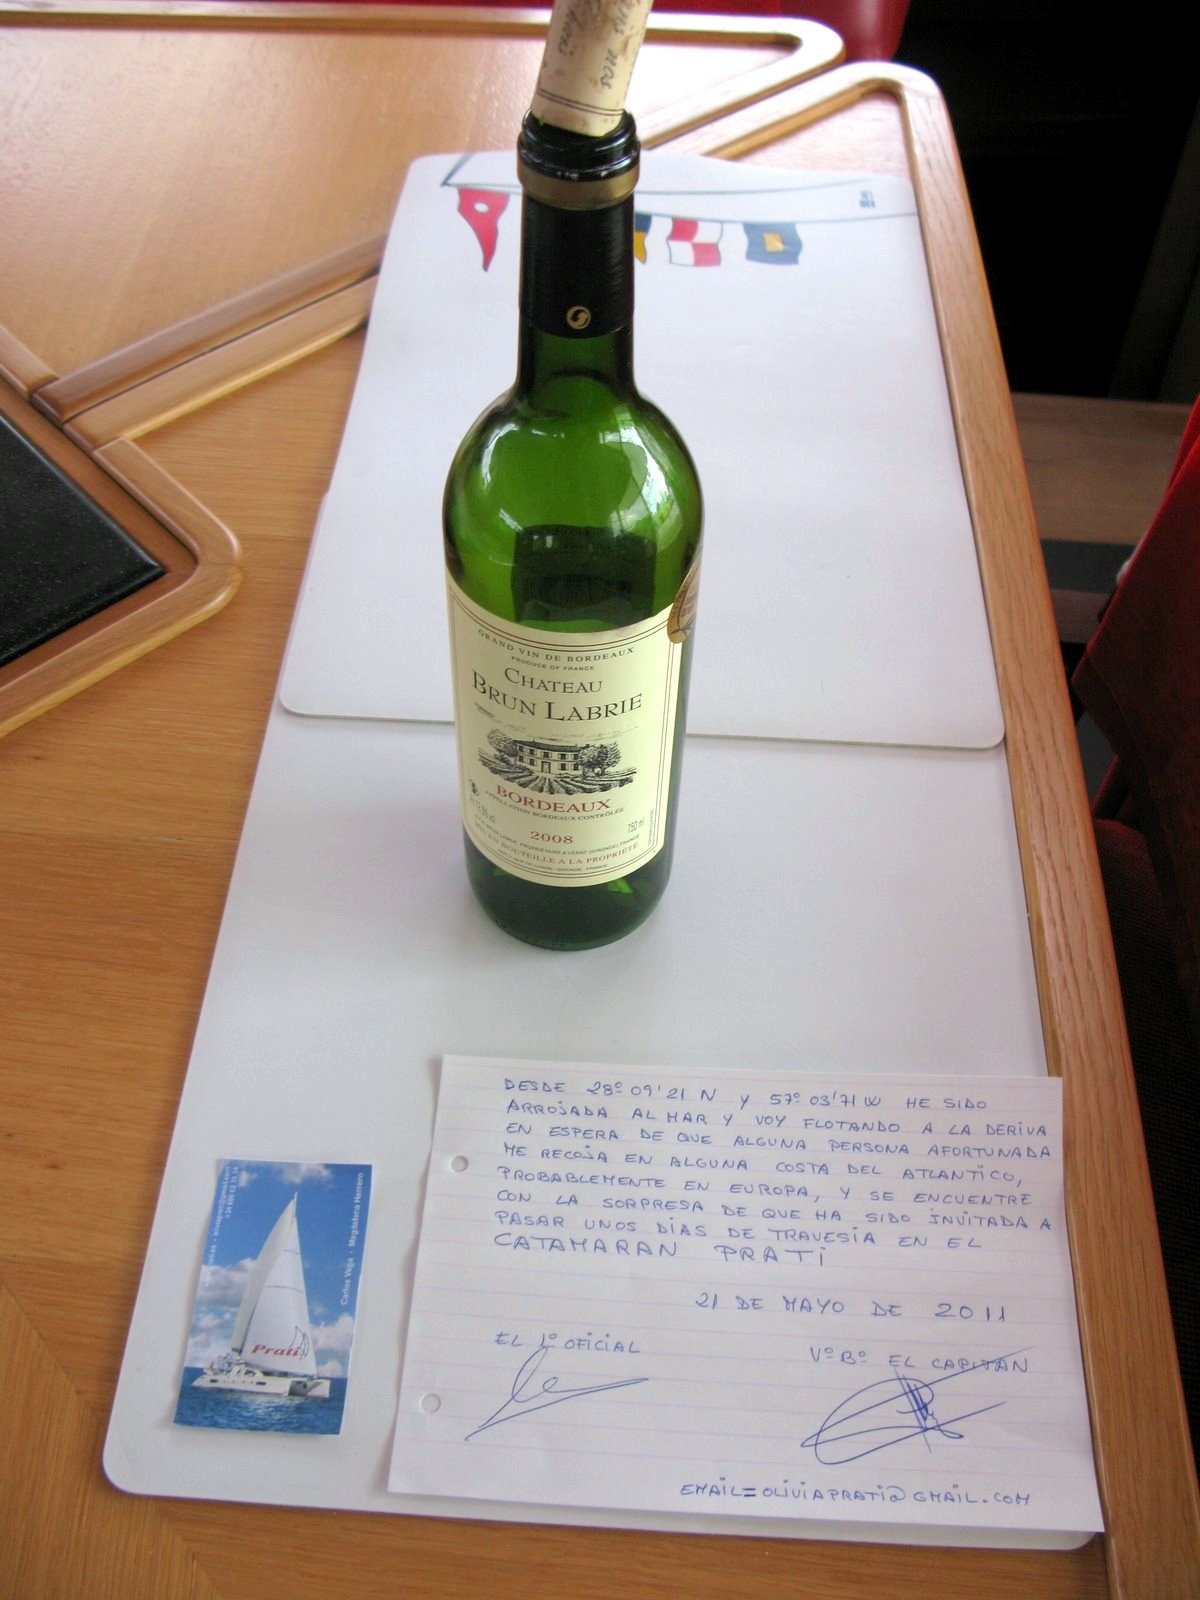 GRAND VIN DE BORDEAUX
PRODUCE OF FRANCE
CHATEAU
BRUN LABRIE
BORDEAUX
APPELLATION BORDEAUX CONTRÔLÉE
750 ml
2008
MIS EN BOUTEILLE A LA PROPRIÉTÉ
DESDE 28º 09' 21 N Y 57º 03' 71 W HE SIDO
ARROJADA AL MAR Y VOY FLOTANDO A LA DERIVA
EN ESPERA DE QUE ALGUNA PERSONA AFORTUNADA
ME RECOJA EN ALGUNA COSTA DEL ATLANTICO,
PROBABLEMENTE EN EUROPA, Y SE ENCUENTRE
CON LA SORPRESA DE QUE HA SIDO INVITADA A
PASAR UNOS DIAS DE TRAVESIA EN EL
CATAMARAN PRATI
21 DE MAYO DE 2011
EL 1º OFICIAL
Vº Bº EL CAPITAN
EMAIL=OLIVIAPRATI@GMAIL.COM
Carlos Vega - Magdalena Herrero
Prati